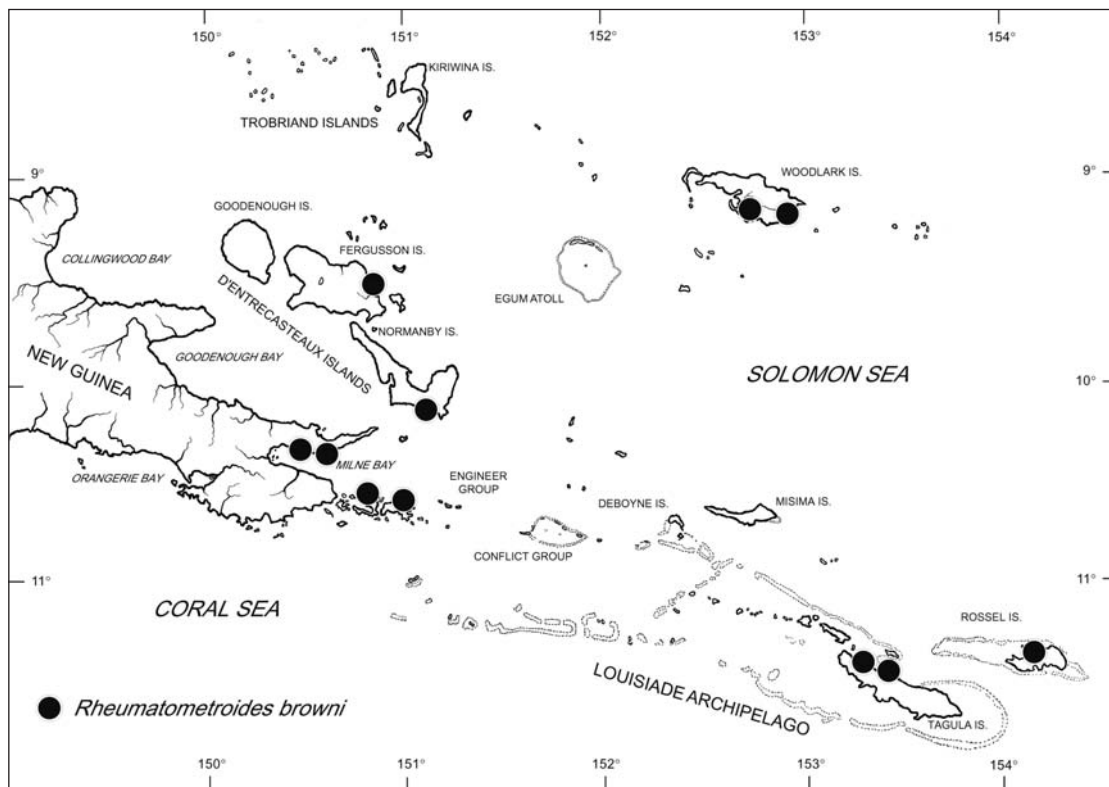 150°
151°
152°
153°
154°
KIRIWINA IS.
TROBRIAND ISLANDS
9°
9°
WOODLARK IS.
GOODENOUGH IS.
FERGUSSON IS.
COLLINGWOOD BAY
EGUM ATOLL
D'ENTRECASTEAUX ISLANDS
NORMANBY IS.
GOODENOUGH BAY
NEW GUINEA
SOLOMON SEA
10°
MILNE BAY
ORANGERIE BAY
ENGINEER
GROUP
DEBOYNE IS.
MISIMA IS.
CONFLICT GROUP
11°
11°
CORAL SEA
ROSSEL IS.
LOUISIADE ARCHIPELAGO
TAGULA IS.
Rheumatometroides browni
150°
151°
152°
153°
154°